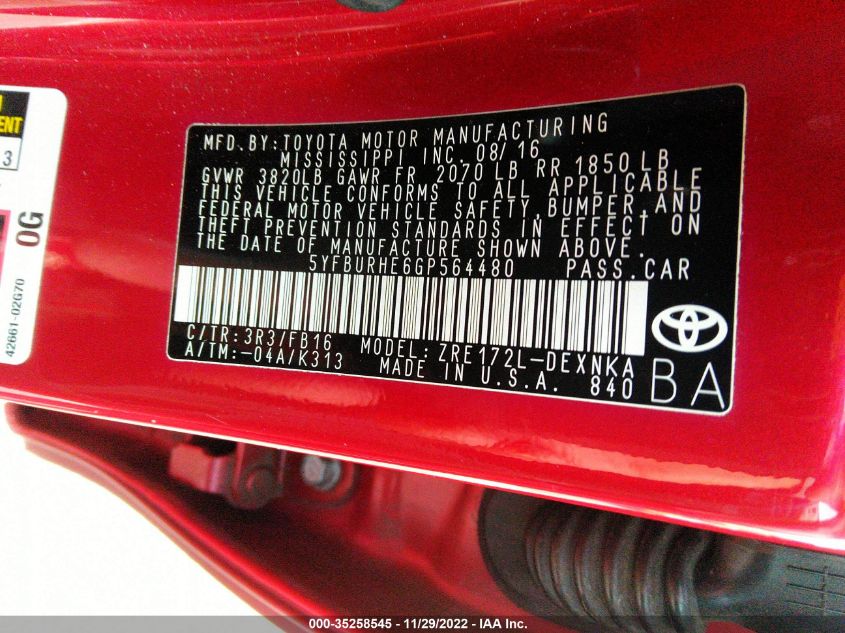 MFD.BY:TOYOTA MOTOR MANUFACTURING
MISSISSIPPI INC. 08/16
GVWR 3820LB GAWR FR 2070 LB RR 1850 LB
THIS VEHICLE CONFORMS TO ALL APPLICABLE
FEDERAL MOTOR VEHICLE SAFETY,BUMPER,AND
THEFT PREVENTION STANDARDS IN EFFECT ON
THE DATE OF MANUFACTURE SHOWN ABOVE.
5YFBURHE6GP564480 PASS.CAR
C/TR:3R3/FB16 MODEL:ZRE172L-DEXNKA
A/TM:-04A/K313 MADE IN U.S.A. 840
BA
3
0G
42661-02G70
000-35258545 - 11/29/2022 - IAA Inc.